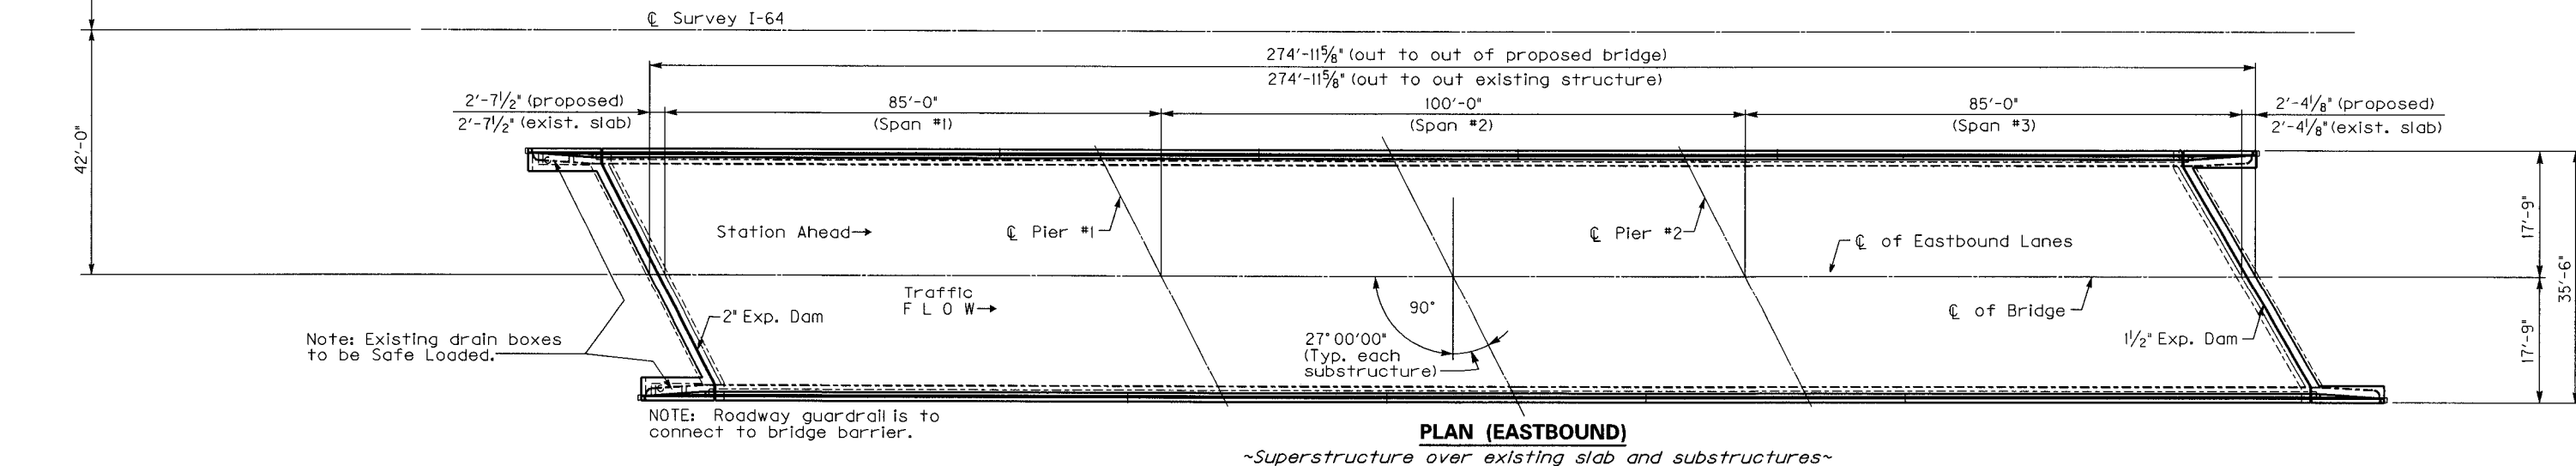 ℄ Survey I-64
274'-11⅝" (out to out of proposed bridge)
274'-11⅝" (out to out existing structure)
2'-7½" (proposed)
2'-7½" (exist. slab)
85'-0"
(Span #1)
100'-0"
(Span #2)
85'-0"
(Span #3)
2'-4⅛" (proposed)
2'-4⅛" (exist. slab)
42'-0"
Station Ahead→
℄ Pier #1
℄ Pier #2
℄ of Eastbound Lanes
17'-9"
35'-6"
17'-9"
Traffic
F L O W→
2" Exp. Dam
90°
27°00'00"
(Typ. each
substructure)
℄ of Bridge
1½" Exp. Dam
Note: Existing drain boxes
to be Safe Loaded.
NOTE: Roadway guardrail is to
connect to bridge barrier.
PLAN (EASTBOUND)
~Superstructure over existing slab and substructures~